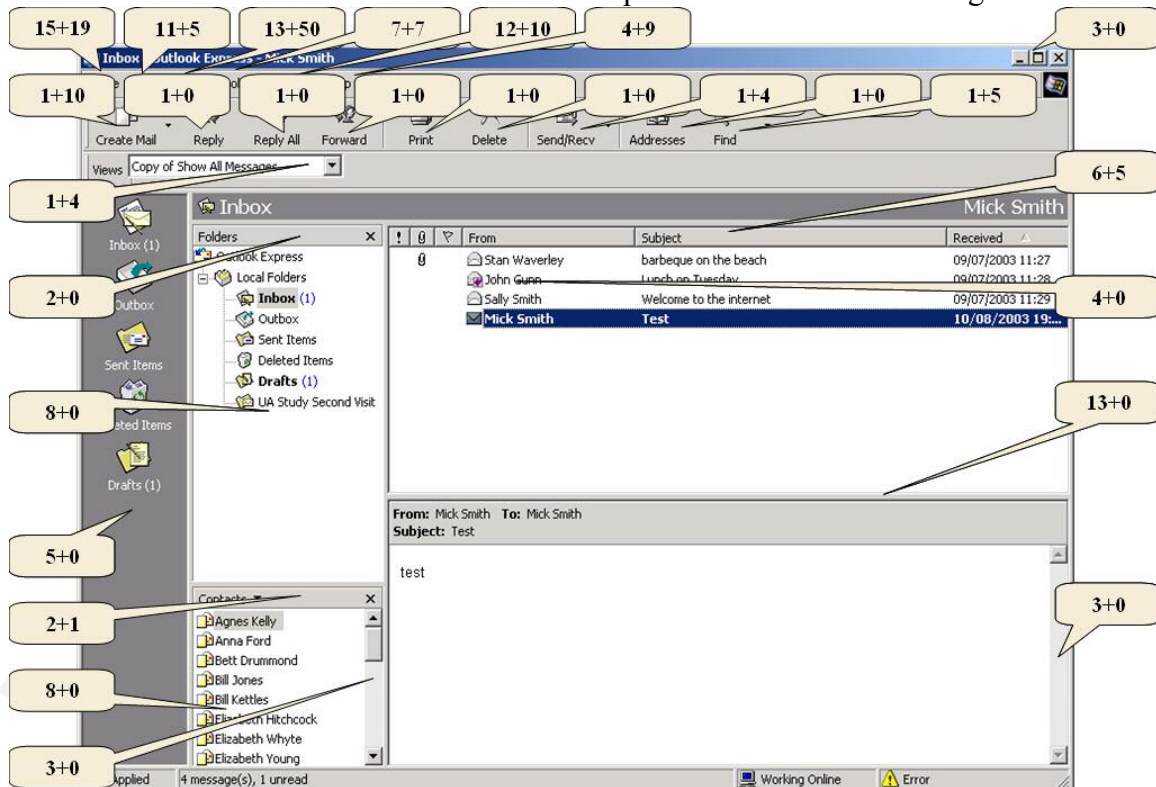 15+19 11+5 13+50 7+7 12+10 4+9 3+0
Inbox Outlook Express - Mick Smith
1+10 1+0 1+0 1+0 1+0 1+0 1+4 1+0 1+5
Create Mail Reply Reply All Forward Print Delete Send/Recv Addresses Find
Views Copy of Show All Messages
6+5
1+4
Inbox Mick Smith
Inbox (1)
Outbox
Sent Items
Deleted Items
Drafts (1)
Folders
Outlook Express
Local Folders
Inbox (1)
Outbox
Sent Items
Deleted Items
Drafts (1)
UA Study Second Visit
2+0
8+0
5+0
! From Subject Received
Stan Waverley barbeque on the beach 09/07/2003 11:27
John Gunn Lunch on Tuesday 09/07/2003 11:28
Sally Smith Welcome to the internet 09/07/2003 11:29
Mick Smith Test 10/08/2003 19:...
4+0
13+0
From: Mick Smith To: Mick Smith
Subject: Test
test
3+0
2+1
Contacts
Agnes Kelly
Anna Ford
Bett Drummond
Bill Jones
Bill Kettles
Elizabeth Hitchcock
Elizabeth Whyte
Elizabeth Young
8+0
3+0
Applied 4 message(s), 1 unread Working Online Error